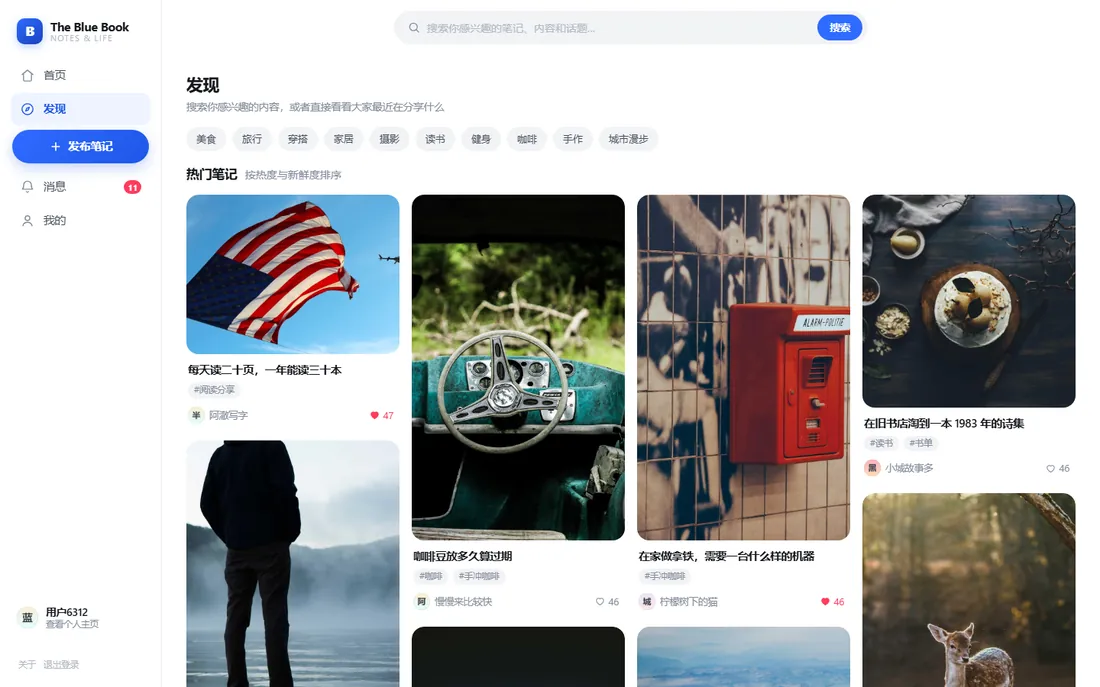 B
The Blue Book
NOTES & LIFE
首页
发现
+ 发布笔记
消息
11
我的
蓝
用户6312
查看个人主页
关于 退出登录
搜索你感兴趣的笔记、内容和话题...
搜索
发现
搜索你感兴趣的内容，或者直接看看大家最近在分享什么
美食 旅行 穿搭 家居 摄影 读书 健身 咖啡 手作 城市漫步
热门笔记 按热度与新鲜度排序
每天读二十页，一年能读三十本
#阅读分享
半 阿澈写字 47
咖啡豆放多久算过期
#咖啡 #手冲咖啡
阿 慢慢来比较快 46
ALARM-POLITIE
在家做拿铁，需要一台什么样的机器
#手冲咖啡
城 柠檬树下的猫 46
在旧书店淘到一本 1983 年的诗集
#读书 #书单
黑 小城故事多 46